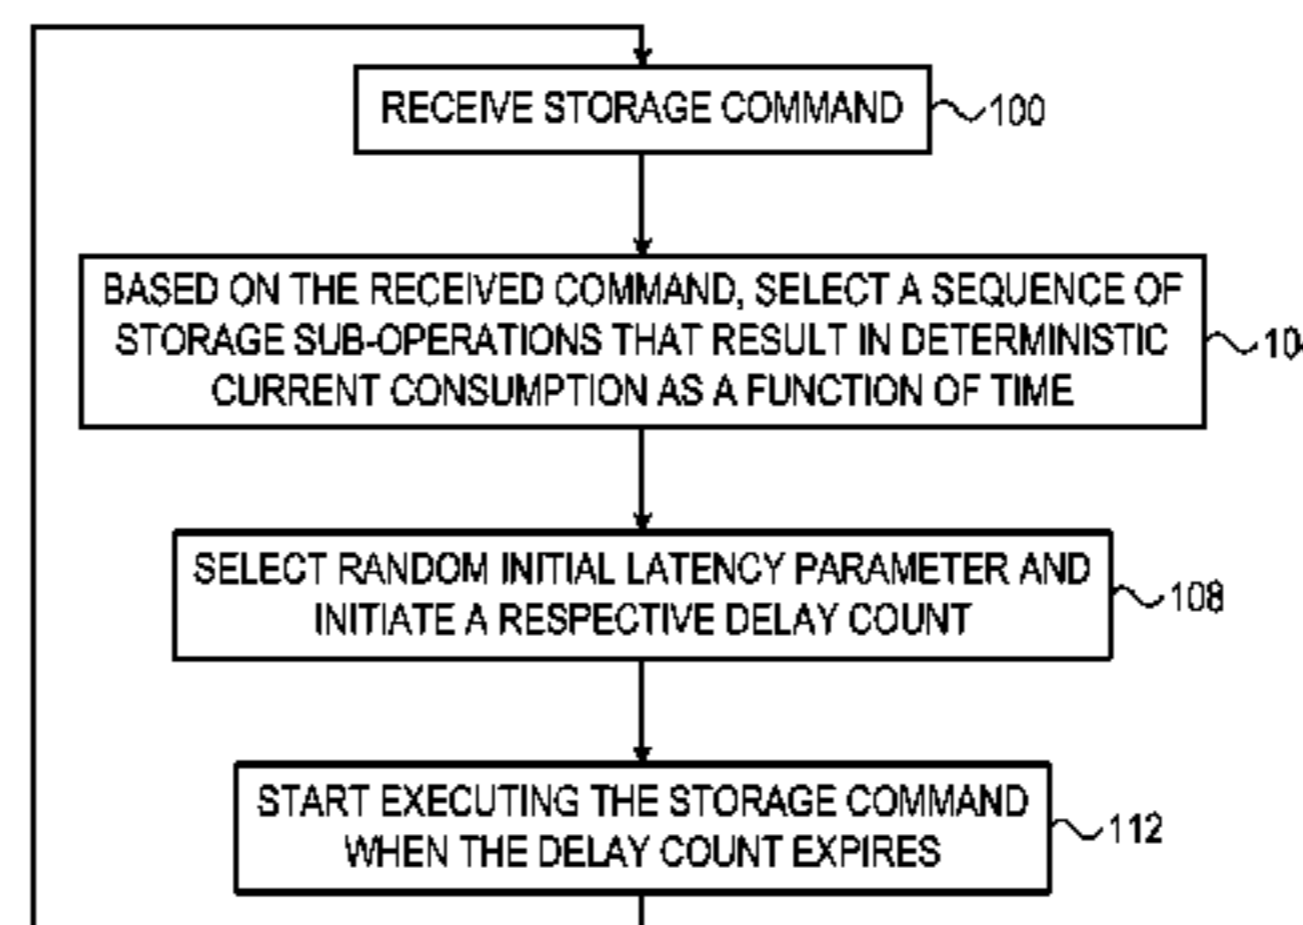 RECEIVE STORAGE COMMAND
100
BASED ON THE RECEIVED COMMAND, SELECT A SEQUENCE OF
STORAGE SUB-OPERATIONS THAT RESULT IN DETERMINISTIC
CURRENT CONSUMPTION AS A FUNCTION OF TIME
SELECT RANDOM INITIAL LATENCY PARAMETER AND
INITIATE A RESPECTIVE DELAY COUNT
108
START EXECUTING THE STORAGE COMMAND
WHEN THE DELAY COUNT EXPIRES
112